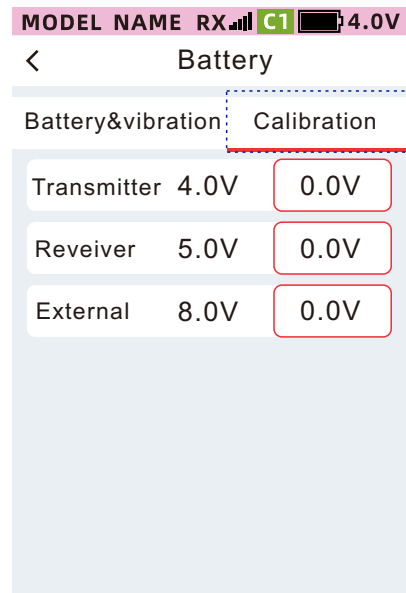 MODEL NAME RX C1 4.0V
Battery
Battery&vibration Calibration
Transmitter 4.0V 0.0V
Reveiver 5.0V 0.0V
External 8.0V 0.0V